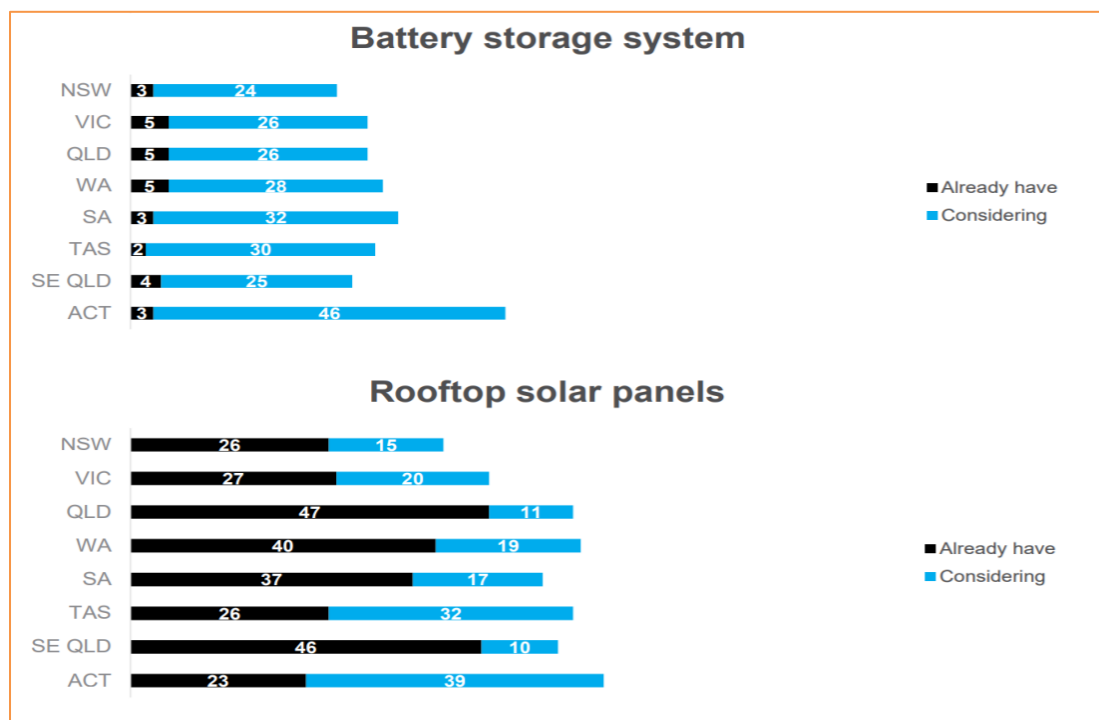 Battery storage system
NSW 3 24
VIC 5 26
QLD 5 26
WA 5 28
Already have
SA 3 32
Considering
TAS 2 30
SE QLD 4 25
ACT 3 46
Rooftop solar panels
NSW 26 15
VIC 27 20
QLD 47 11
WA 40 19
Already have
SA 37 17
Considering
TAS 26 32
SE QLD 46 10
ACT 23 39